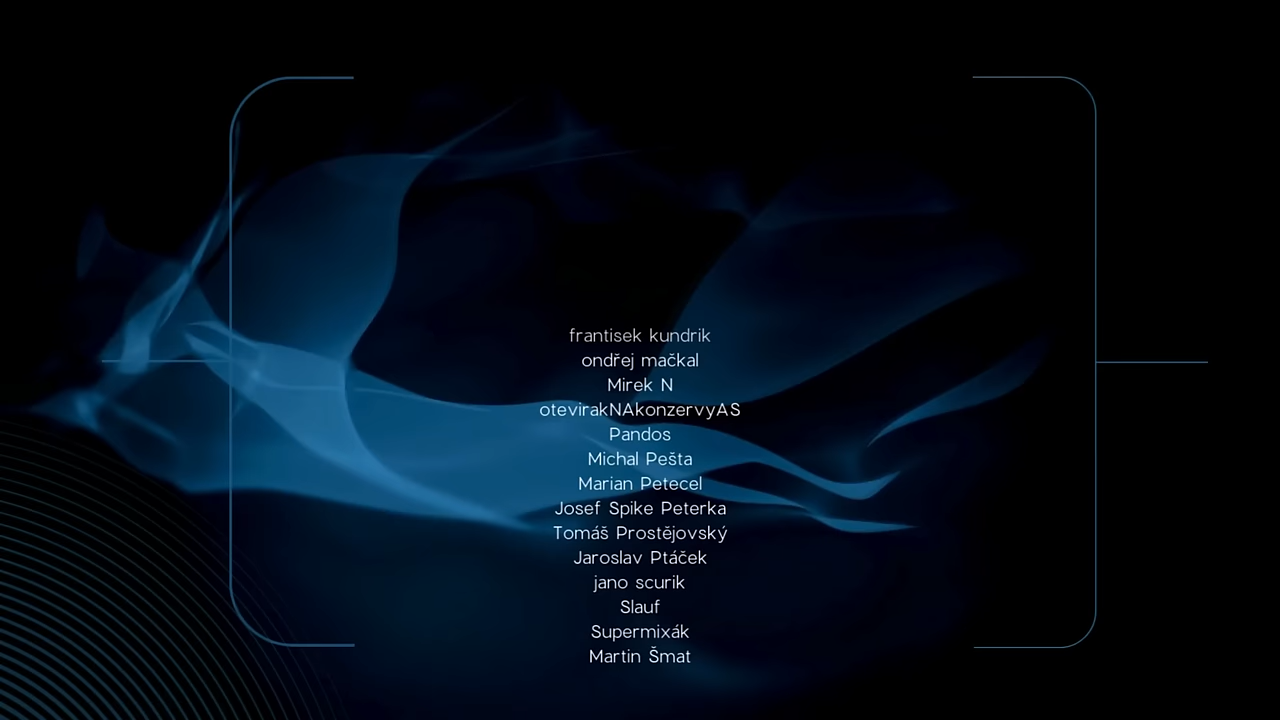 frantisek kundrik
ondřej mačkal
Mirek N
otevirakNAkonzervyAS
Pandos
Michal Pešta
Marian Petecel
Josef Spike Peterka
Tomáš Prostějovský
Jaroslav Ptáček
jano scurik
Slauf
Supermixák
Martin Šmat